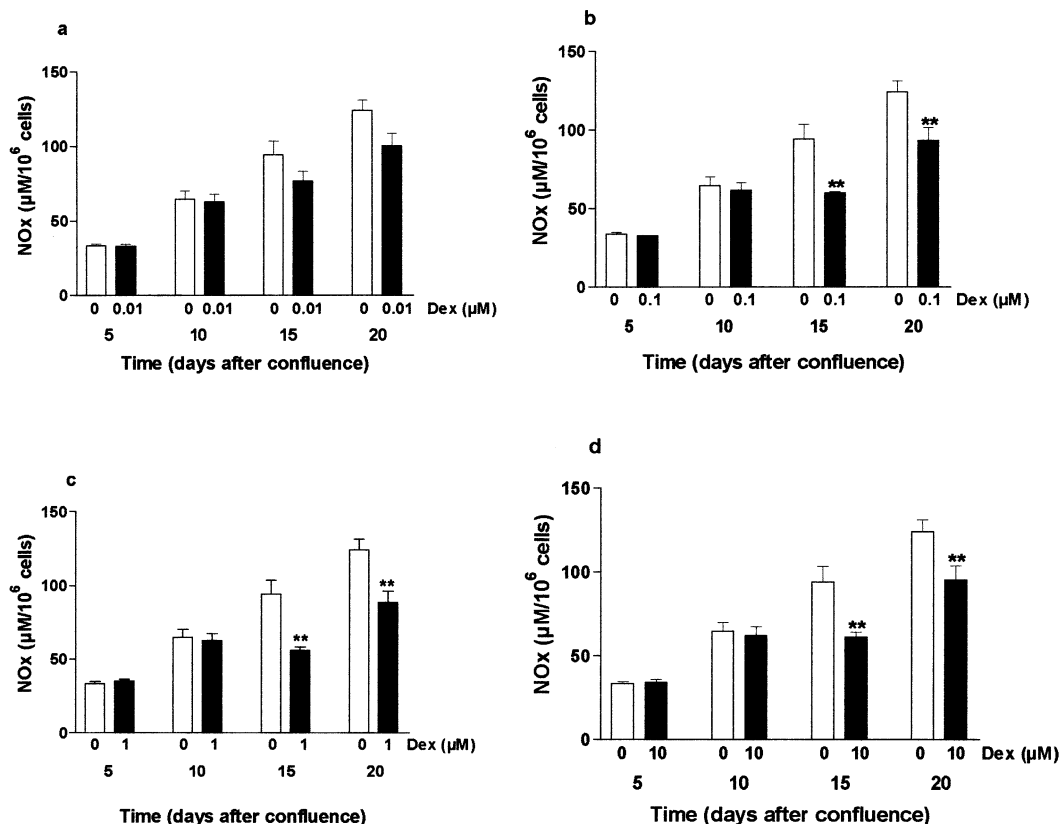 a
150
100
50
0
NOx (µM/10⁶ cells)
0 0.01 0 0.01 0 0.01 0 0.01 Dex (µM)
5 10 15 20
Time (days after confluence)
b
150
100
50
0
NOx (µM/10⁶ cells)
**
**
0 0.1 0 0.1 0 0.1 0 0.1 Dex (µM)
5 10 15 20
Time (days after confluence)
c
150
100
50
0
NOx (µM/10⁶ cells)
**
**
0 1 0 1 0 1 0 1 Dex (µM)
5 10 15 20
Time (days after confluence)
d
150
100
50
0
NOx (µM/10⁶ cells)
**
**
0 10 0 10 0 10 0 10 Dex (µM)
5 10 15 20
Time (days after confluence)